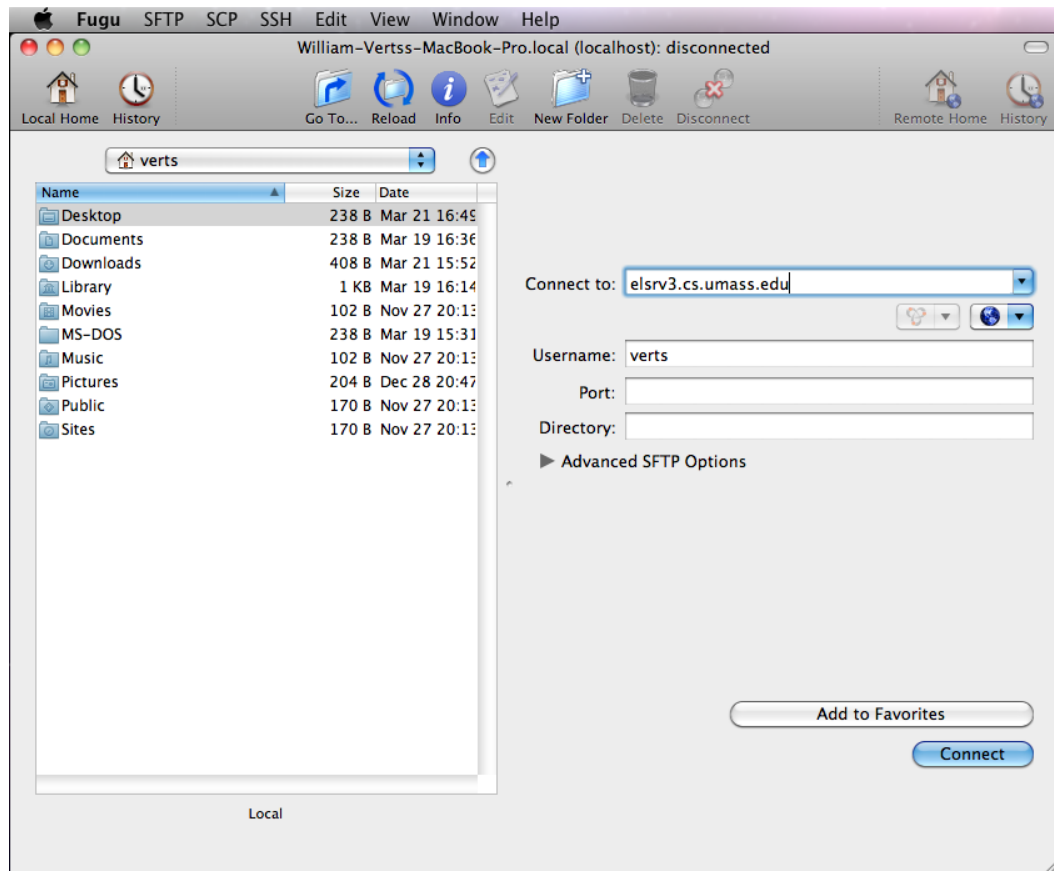 Fugu SFTP SCP SSH Edit View Window Help
William-Vertss-MacBook-Pro.local (localhost): disconnected
Local Home History Go To... Reload Info Edit New Folder Delete Disconnect Remote Home History
verts
Name Size Date
Desktop 238 B Mar 21 16:49
Documents 238 B Mar 19 16:36
Downloads 408 B Mar 21 15:52
Library 1 KB Mar 19 16:14
Movies 102 B Nov 27 20:13
MS-DOS 238 B Mar 19 15:31
Music 102 B Nov 27 20:13
Pictures 204 B Dec 28 20:47
Public 170 B Nov 27 20:13
Sites 170 B Nov 27 20:13
Local
Connect to: elsrv3.cs.umass.edu
Username: verts
Port:
Directory:
Advanced SFTP Options
Add to Favorites
Connect